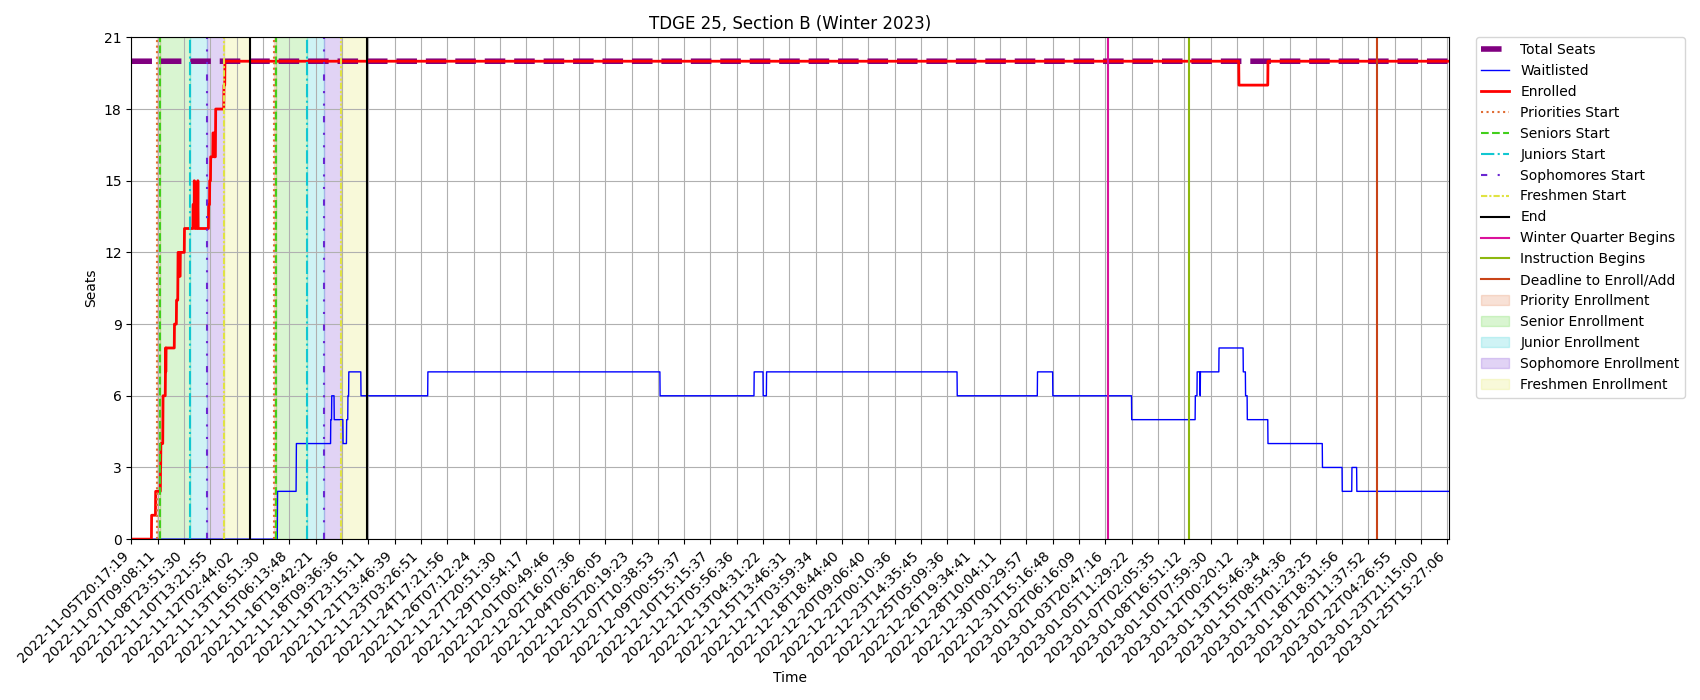 TDGE 25, Section B (Winter 2023)
21
18
15
12
9
6
3
0
Seats
2022-11-05T20:17:19
2022-11-07T09:08:11
2022-11-08T23:51:30
2022-11-10T13:21:55
2022-11-12T02:44:02
2022-11-13T16:51:30
2022-11-15T06:13:48
2022-11-16T19:42:21
2022-11-18T09:36:36
2022-11-19T23:15:11
2022-11-21T13:46:39
2022-11-23T03:26:51
2022-11-24T17:21:56
2022-11-26T07:12:24
2022-11-27T20:51:30
2022-11-29T10:54:17
2022-12-01T00:49:46
2022-12-02T16:07:36
2022-12-04T06:26:05
2022-12-05T20:19:23
2022-12-07T10:38:53
2022-12-09T00:55:37
2022-12-10T15:15:37
2022-12-12T05:56:36
2022-12-13T04:31:22
2022-12-15T13:46:31
2022-12-17T03:59:34
2022-12-18T18:44:40
2022-12-20T09:06:40
2022-12-22T00:10:36
2022-12-23T14:35:45
2022-12-25T05:09:36
2022-12-26T19:34:41
2022-12-28T10:04:11
2022-12-30T00:29:57
2022-12-31T15:16:48
2023-01-02T06:16:09
2023-01-03T20:47:16
2023-01-05T11:29:22
2023-01-07T02:05:35
2023-01-08T16:51:12
2023-01-10T07:59:30
2023-01-12T00:20:12
2023-01-13T15:46:34
2023-01-15T08:54:36
2023-01-17T01:23:25
2023-01-18T18:31:56
2023-01-20T11:37:52
2023-01-22T04:26:55
2023-01-23T21:15:00
2023-01-25T15:27:06
Time
Total Seats
Waitlisted
Enrolled
Priorities Start
Seniors Start
Juniors Start
Sophomores Start
Freshmen Start
End
Winter Quarter Begins
Instruction Begins
Deadline to Enroll/Add
Priority Enrollment
Senior Enrollment
Junior Enrollment
Sophomore Enrollment
Freshmen Enrollment